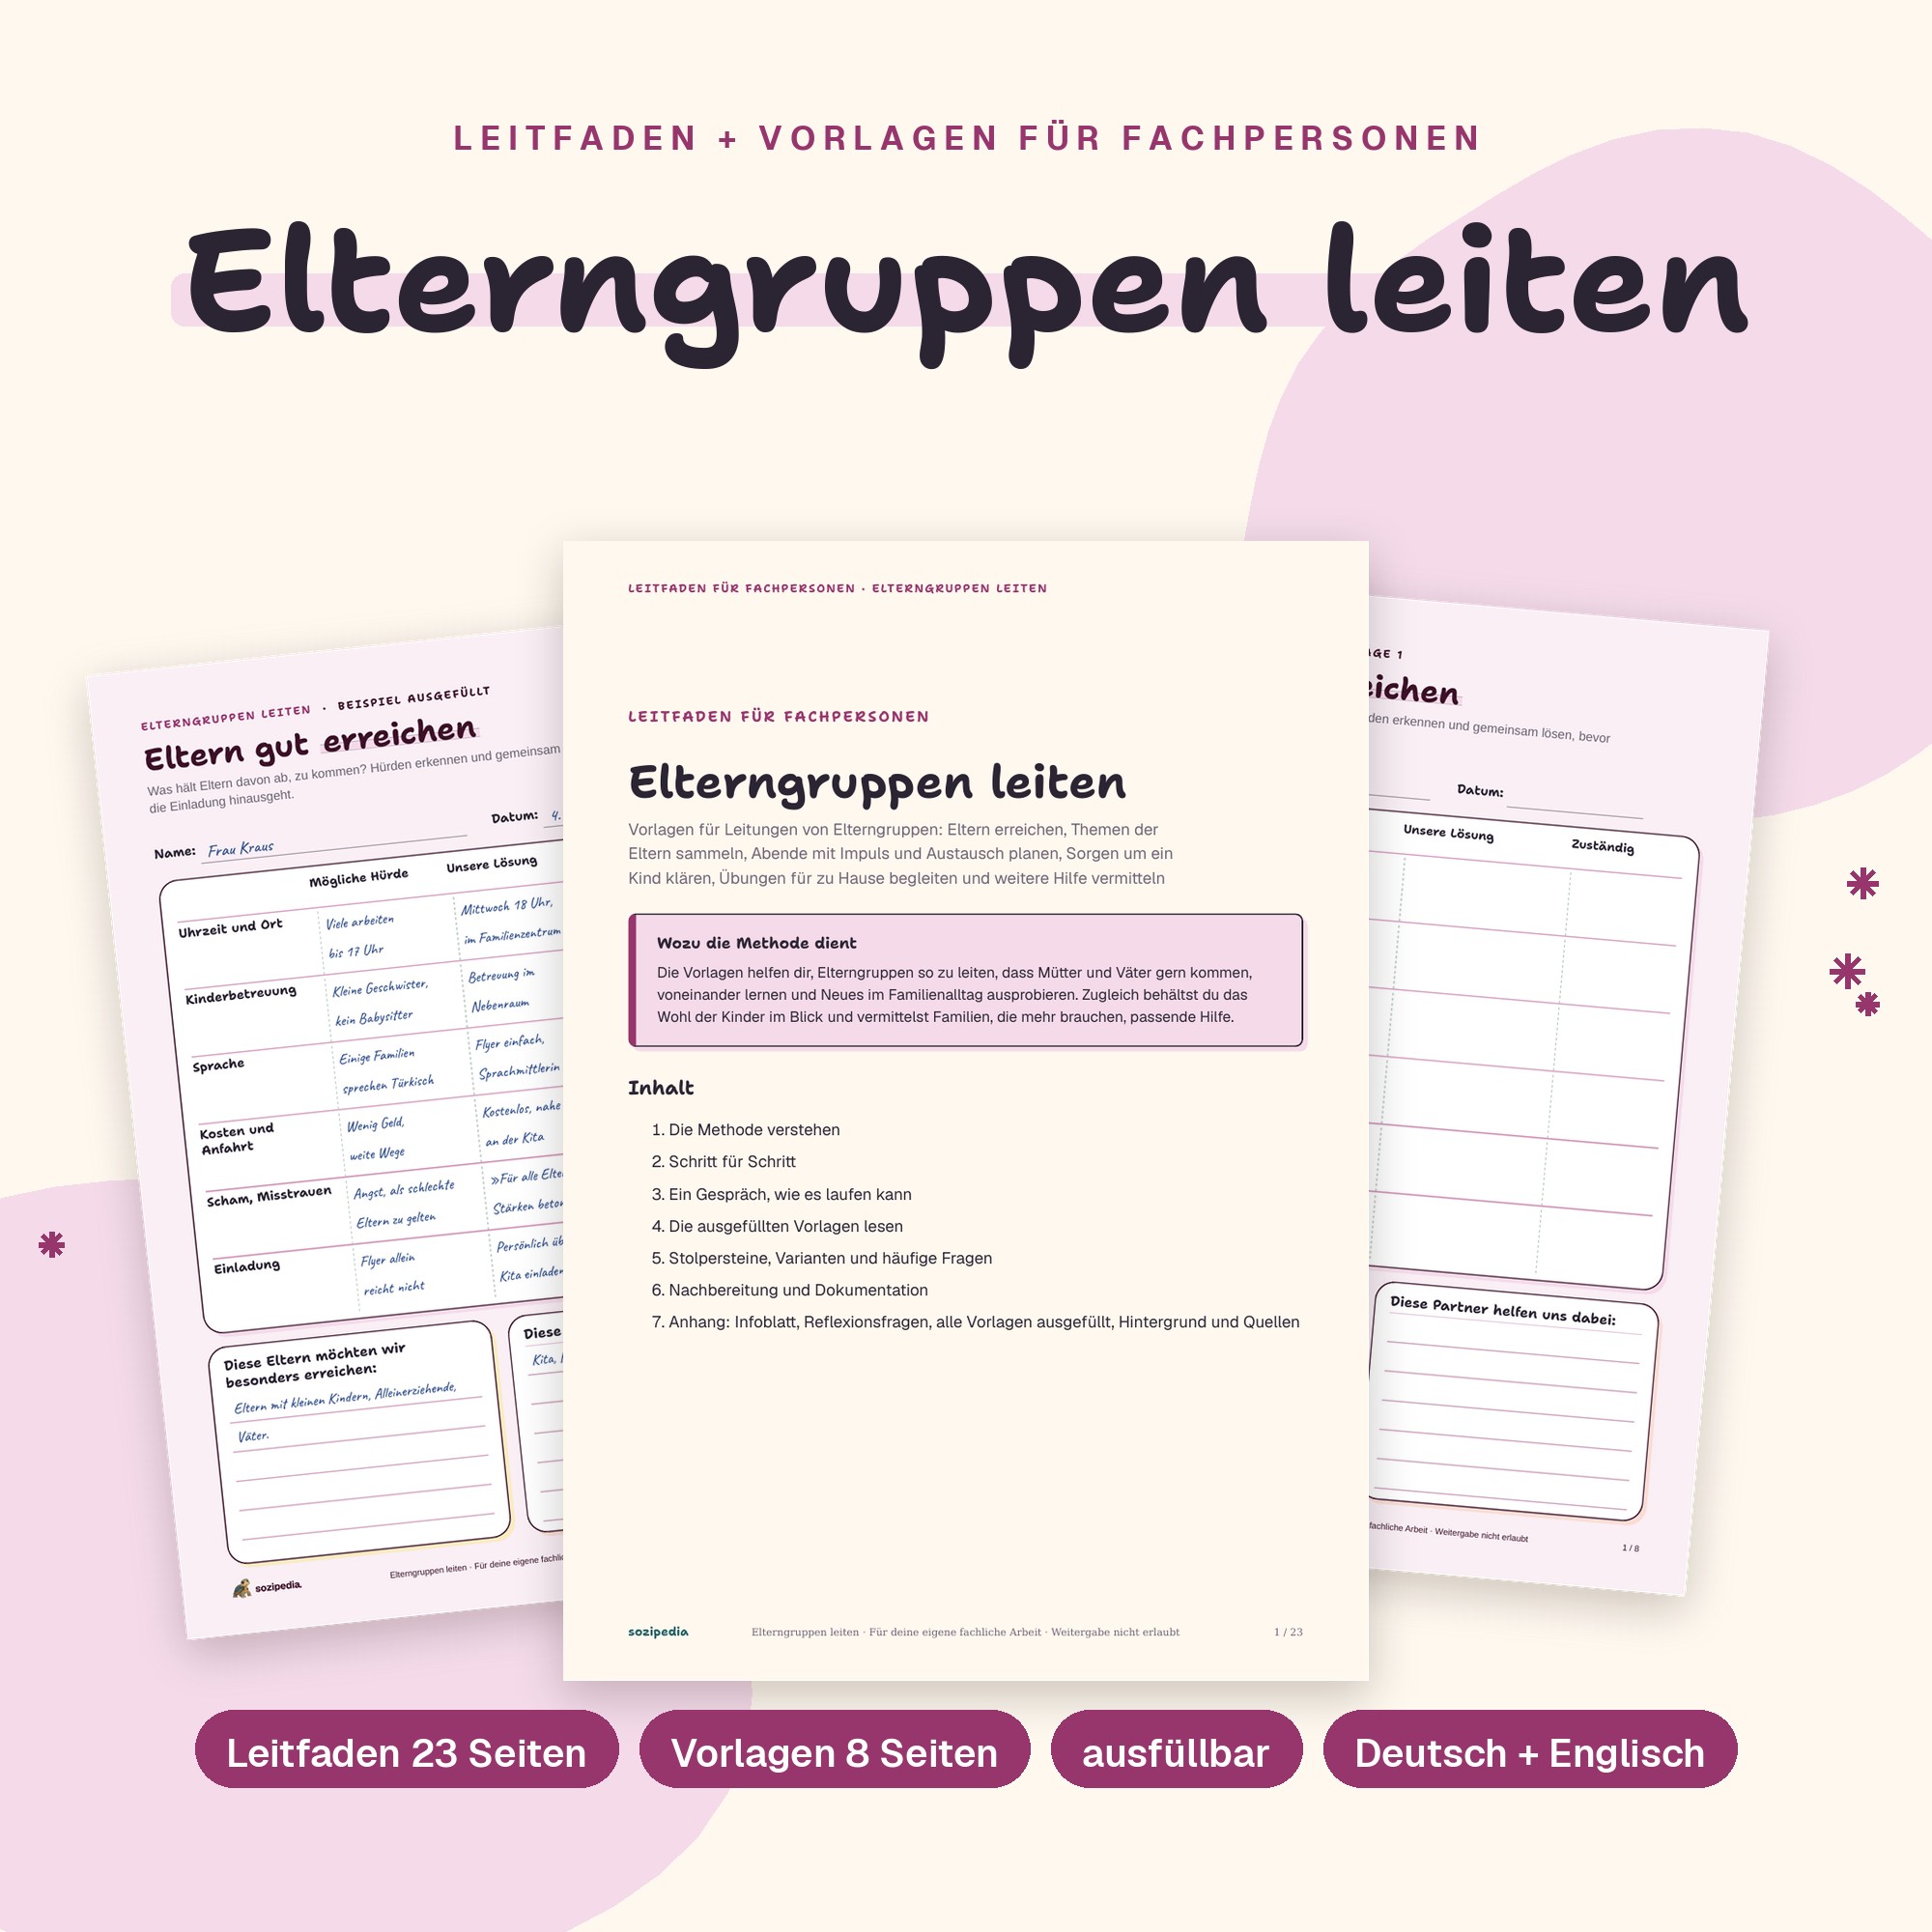 LEITFADEN + VORLAGEN FÜR FACHPERSONEN
Elterngruppen leiten
ELTERNGRUPPEN LEITEN · BEISPIEL AUSGEFÜLLT
Eltern gut erreichen
Was hält Eltern davon ab, zu kommen? Hürden erkennen und gemeinsam
die Einladung hinausgeht.
Name: Frau Kraus
Datum: 4.
Mögliche Hürde
Unsere Lösung
Uhrzeit und Ort
Viele arbeiten
bis 17 Uhr
Mittwoch 18 Uhr,
im Familienzentrum
Kinderbetreuung
Kleine Geschwister,
kein Babysitter
Betreuung im
Nebenraum
Sprache
Einige Familien
sprechen Türkisch
Flyer einfach,
Sprachmittlerin
Kosten und
Anfahrt
Wenig Geld,
weite Wege
Kostenlos, nahe
an der Kita
Scham, Misstrauen
Angst, als schlechte
Eltern zu gelten
»Für alle
Stärken
Einladung
Flyer allein
reicht nicht
Persönlich
Kita
Diese Eltern möchten wir
besonders erreichen:
Eltern mit kleinen Kindern, Alleinerziehende,
Väter.
Diese
Kita,
sozipedia
Elterngruppen leiten · Für deine eigene
LEITFADEN FÜR FACHPERSONEN · ELTERNGRUPPEN LEITEN
LEITFADEN FÜR FACHPERSONEN
Elterngruppen leiten
Vorlagen für Leitungen von Elterngruppen: Eltern erreichen, Themen der
Eltern sammeln, Abende mit Impuls und Austausch planen, Sorgen um ein
Kind klären, Übungen für zu Hause begleiten und weitere Hilfe vermitteln
Wozu die Methode dient
Die Vorlagen helfen dir, Elterngruppen so zu leiten, dass Mütter und Väter gern kommen,
voneinander lernen und Neues im Familienalltag ausprobieren. Zugleich behältst du das
Wohl der Kinder im Blick und vermittelst Familien, die mehr brauchen, passende Hilfe.
Inhalt
1. Die Methode verstehen
2. Schritt für Schritt
3. Ein Gespräch, wie es laufen kann
4. Die ausgefüllten Vorlagen lesen
5. Stolpersteine, Varianten und häufige Fragen
6. Nachbereitung und Dokumentation
7. Anhang: Infoblatt, Reflexionsfragen, alle Vorlagen ausgefüllt, Hintergrund und Quellen
sozipedia
Elterngruppen leiten · Für deine eigene fachliche Arbeit · Weitergabe nicht erlaubt
1 / 23
1
erkennen und gemeinsam lösen, bevor
Datum:
Unsere Lösung
Zuständig
Diese Partner helfen uns dabei:
fachliche Arbeit · Weitergabe nicht erlaubt
1 / 8
Leitfaden 23 Seiten
Vorlagen 8 Seiten
ausfüllbar
Deutsch + Englisch